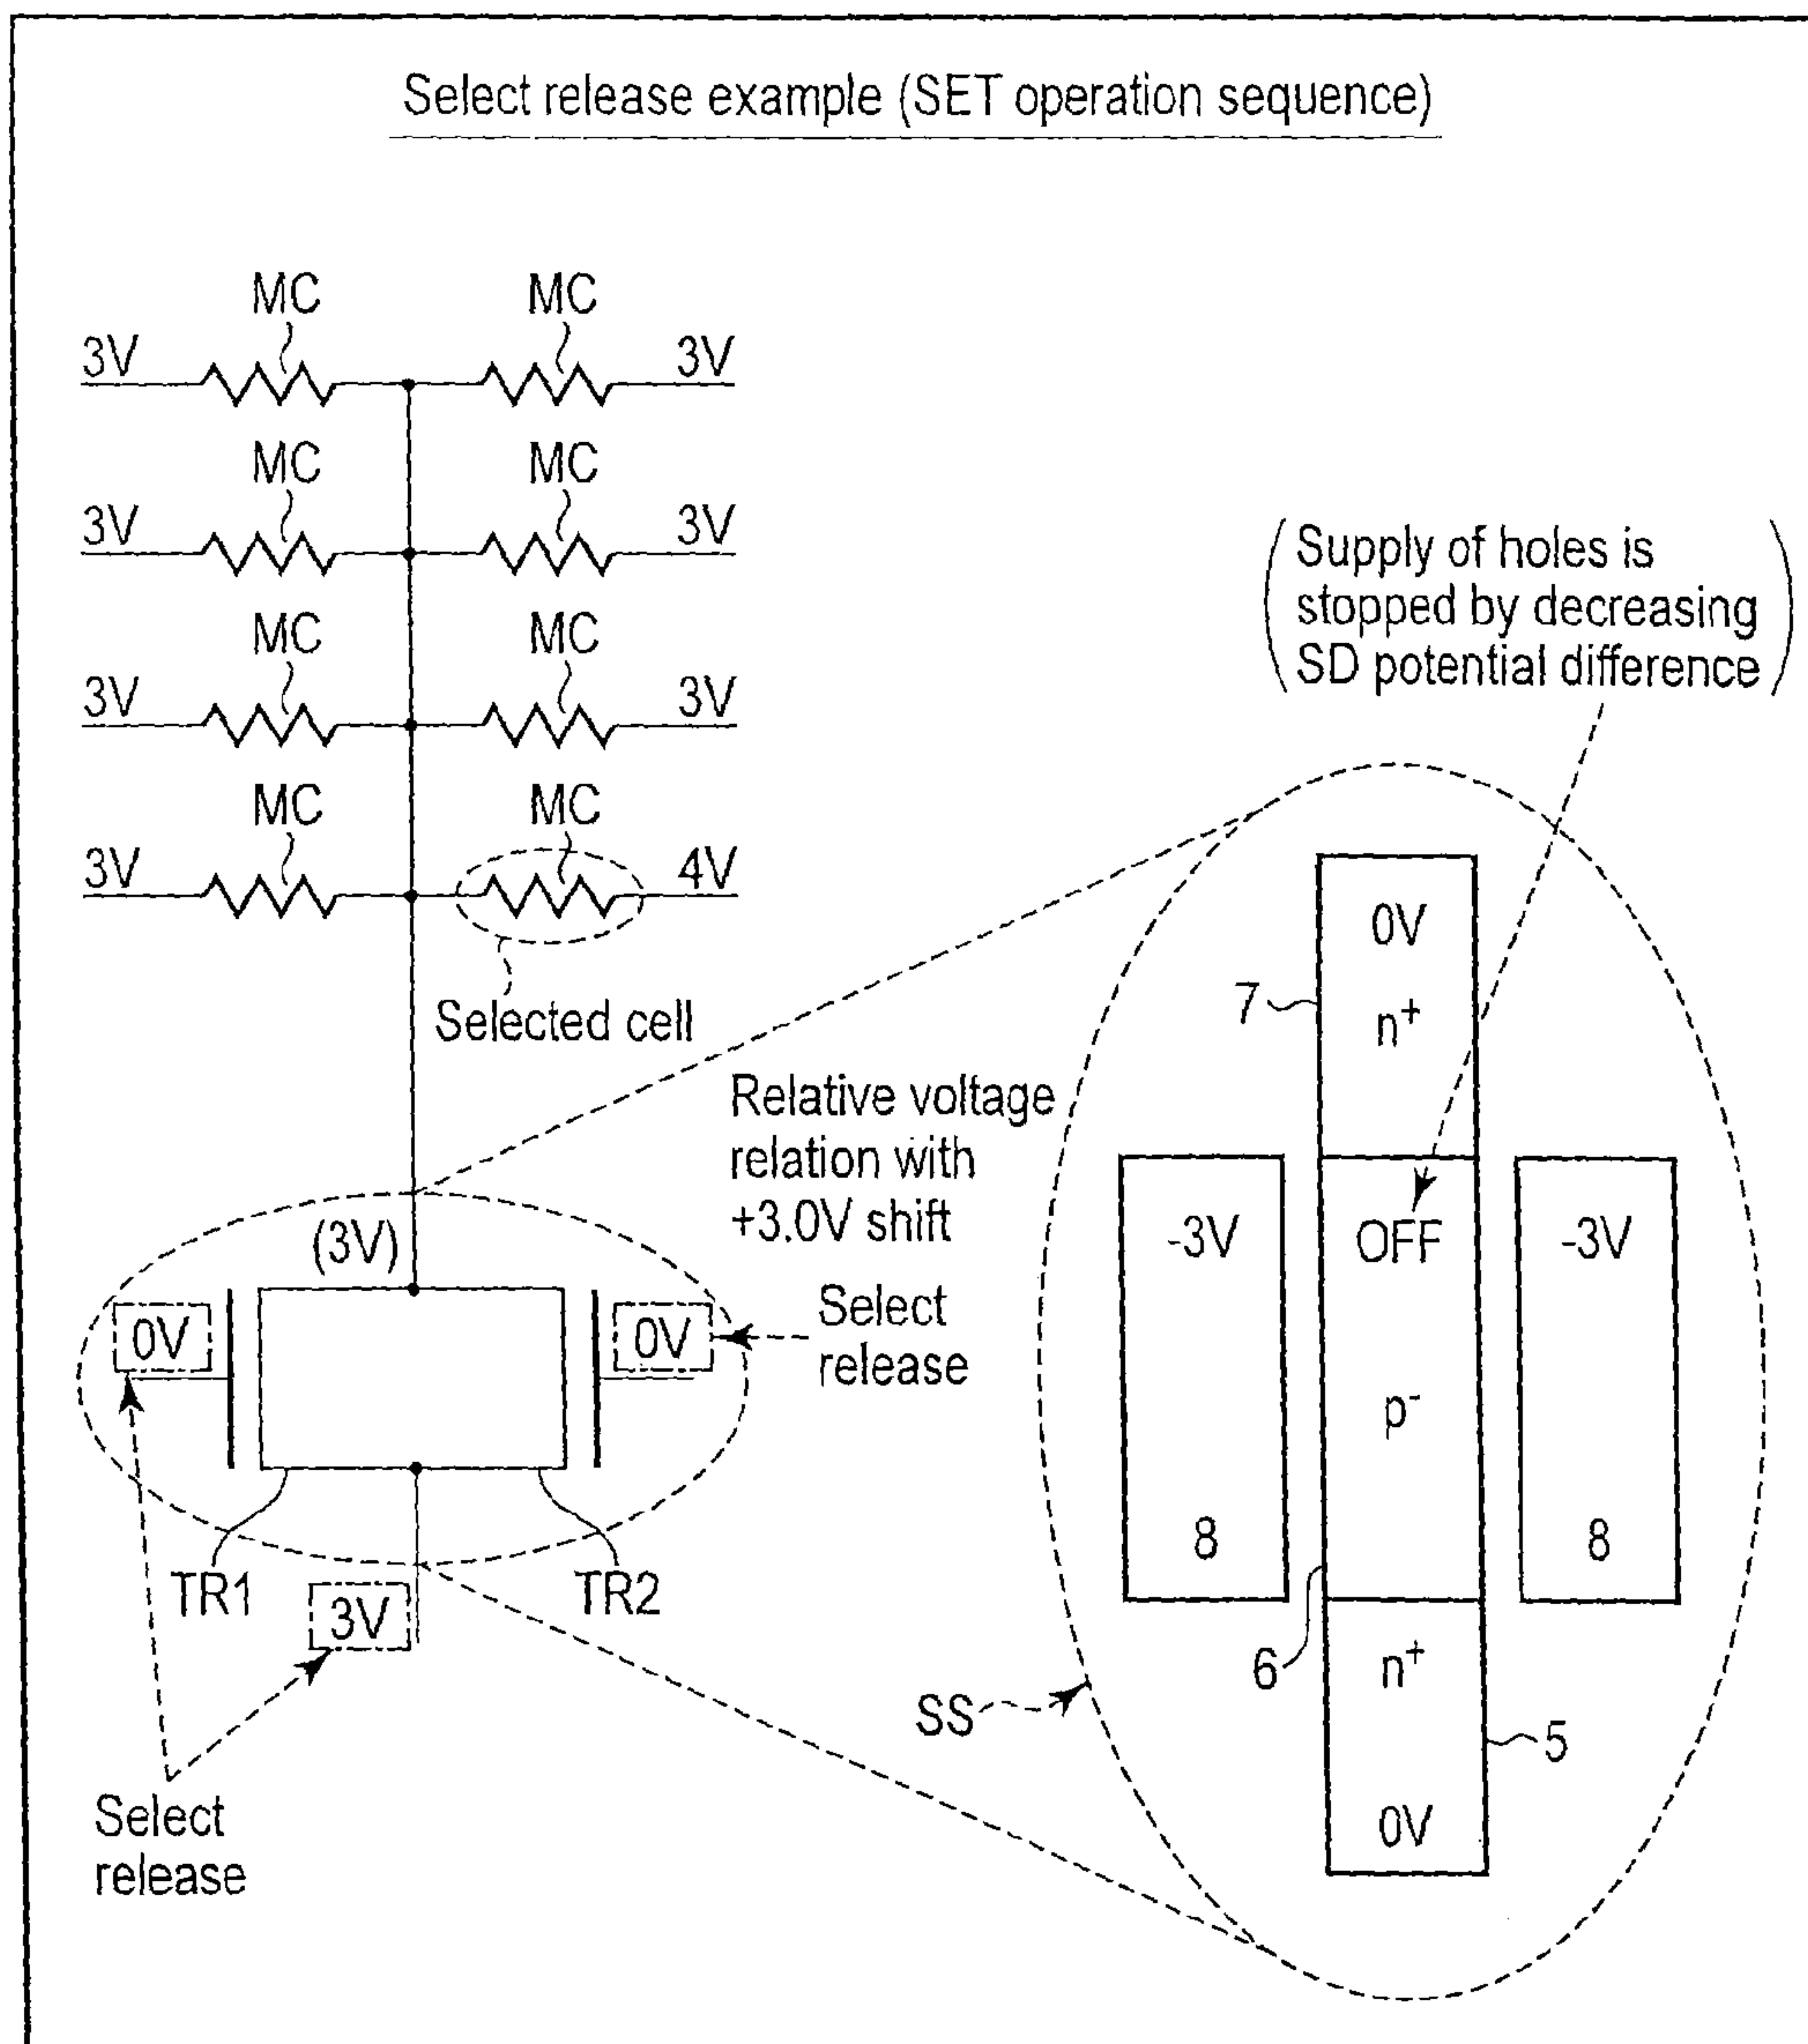 Select release example (SET operation sequence)
MC MC
3V 3V
MC MC
3V 3V
MC MC
3V 3V
MC MC
3V 4V
Selected cell
(Supply of holes is
stopped by decreasing
SD potential difference)
Relative voltage
relation with
+3.0V shift
(3V)
0V 0V
Select
release
TR1 TR2
3V
Select
release
0V
7 n+
-3V OFF -3V
p-
8 8
6 n+
SS 5
0V